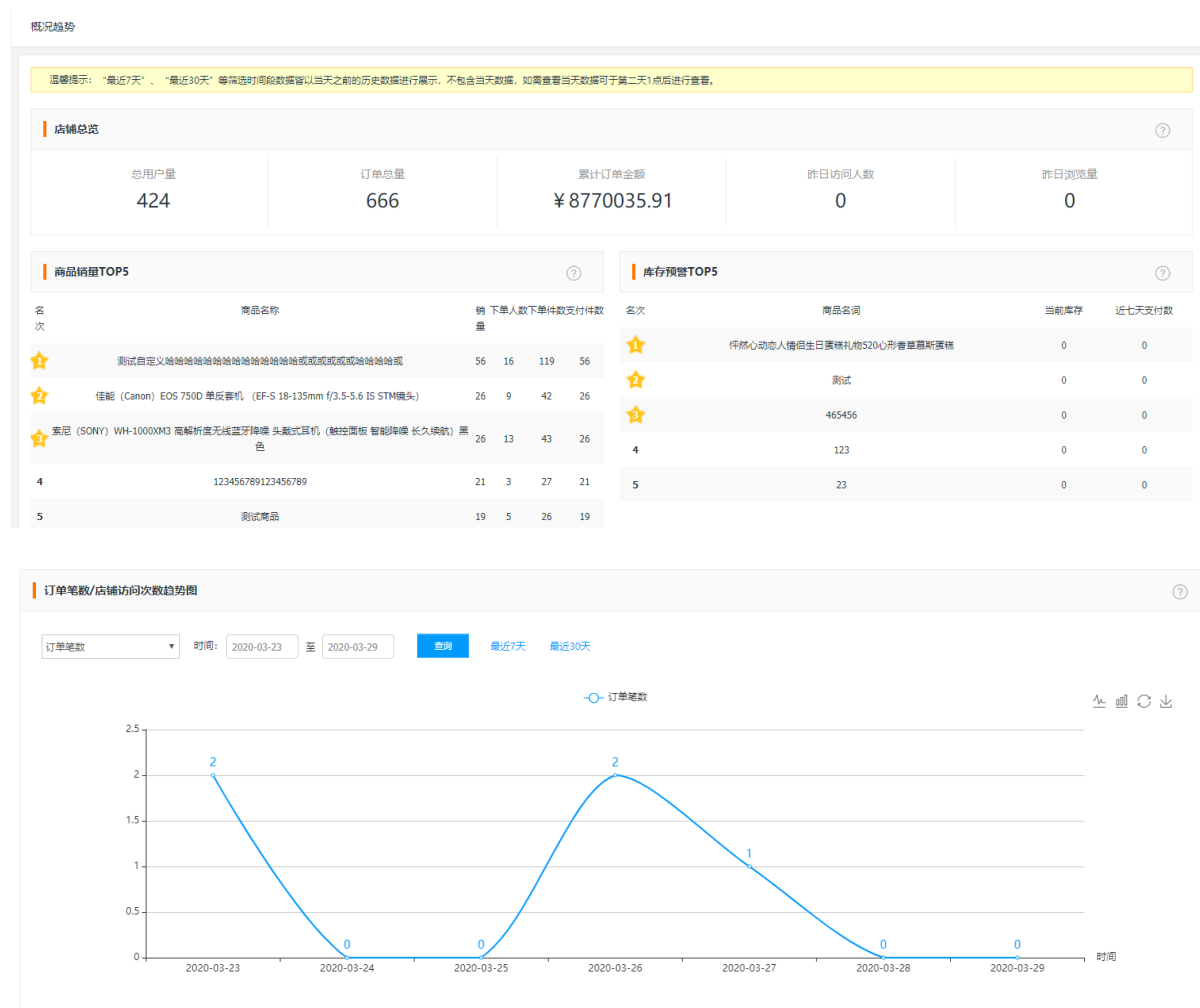 概况趋势
温馨提示： “最近7天”、 “最近30天”等筛选时间段数据皆以当天之前的历史数据进行展示，不包含当天数据，如需查看当天数据可于第二天1点后进行查看。
店铺总览
?
总用户量 订单总量 累计订单金额 昨日访问人数 昨日浏览量
424 666 ¥ 8770035.91 0 0
商品销量TOP5 ?
名次 商品名称 销量 下单人数 下单件数 支付件数
1 测试自定义哈哈哈哈哈哈哈哈哈哈哈哈哈哈或或或或或或哈哈哈哈或 56 16 119 56
2 佳能（Canon）EOS 750D 单反套机 （EF-S 18-135mm f/3.5-5.6 IS STM镜头） 26 9 42 26
3 索尼（SONY）WH-1000XM3 高解析度无线蓝牙降噪 头戴式耳机（触控面板 智能降噪 长久续航）黑
色 26 13 43 26
4 123456789123456789 21 3 27 21
5 测试商品 19 5 26 19
库存预警TOP5 ?
名次 商品名词 当前库存 近七天支付数
1 怦然心动恋人情侣生日蛋糕礼物520心形香草慕斯蛋糕 0 0
2 测试 0 0
3 465456 0 0
4 123 0 0
5 23 0 0
订单笔数/店铺访问次数趋势图 ?
订单笔数 时间： 2020-03-23 至 2020-03-29 查询 最近7天 最近30天
订单笔数
2.5
2
1.5
1
0.5
0
2 0 0 2 1 0 0
2020-03-23 2020-03-24 2020-03-25 2020-03-26 2020-03-27 2020-03-28 2020-03-29
时间